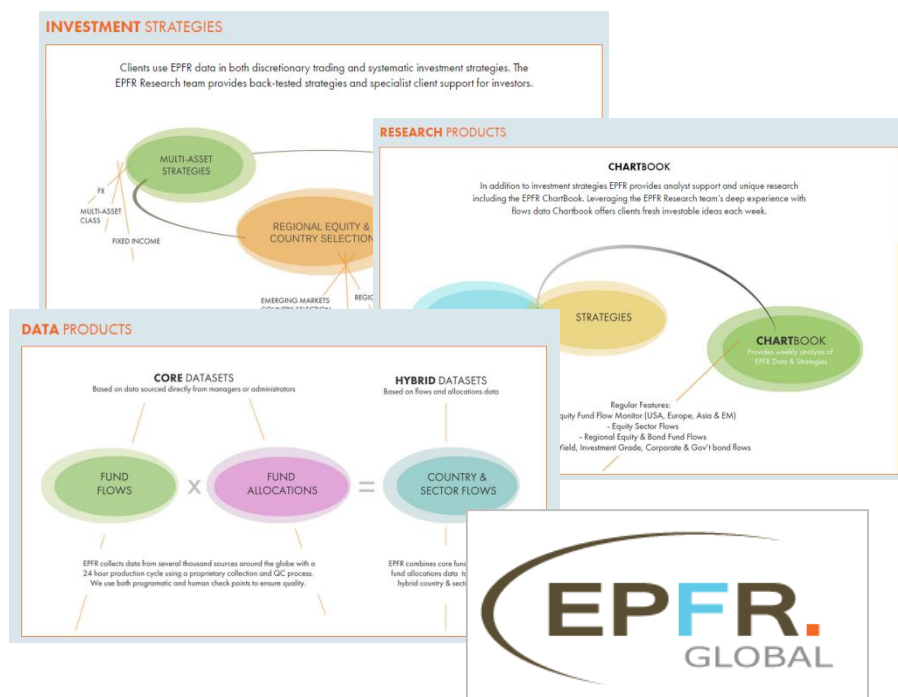 INVESTMENT STRATEGIES
Clients use EPFR data in both discretionary trading and systematic investment strategies. The
EPFR Research team provides back-tested strategies and specialist client support for investors.
MULTI-ASSET
STRATEGIES
FX
MULTI-ASSET
CLASS
FIXED INCOME
REGIONAL EQUITY &
COUNTRY SELECTION
EMERGING MARKETS
RESEARCH PRODUCTS
CHARTBOOK
In addition to investment strategies EPFR provides analyst support and unique research
including the EPFR ChartBook. Leveraging the EPFR Research team's deep experience with
flows data Chartbook offers clients fresh investable ideas each week.
STRATEGIES
CHARTBOOK
Provides weekly analysis of
EPFR Data & Strategies
Regular Features:
Fund Flow Monitor (USA, Europe, Asia & EM)
- Equity Sector Flows
- Regional Equity & Bond Fund Flows
Investment Grade, Corporate & Gov't bond flows
DATA PRODUCTS
CORE DATASETS
Based on data sourced directly from managers or administrators
HYBRID DATASETS
Based on flows and allocations data
FUND
FLOWS
x
FUND
ALLOCATIONS
=
COUNTRY &
SECTOR FLOWS
EPFR collects data from several thousand sources around the globe with a
24 hour production cycle using a proprietary collection and QC process.
We use both programatic and human check points to ensure quality.
EPFR combines core
fund allocations data
hybrid country &
EPFR.
GLOBAL